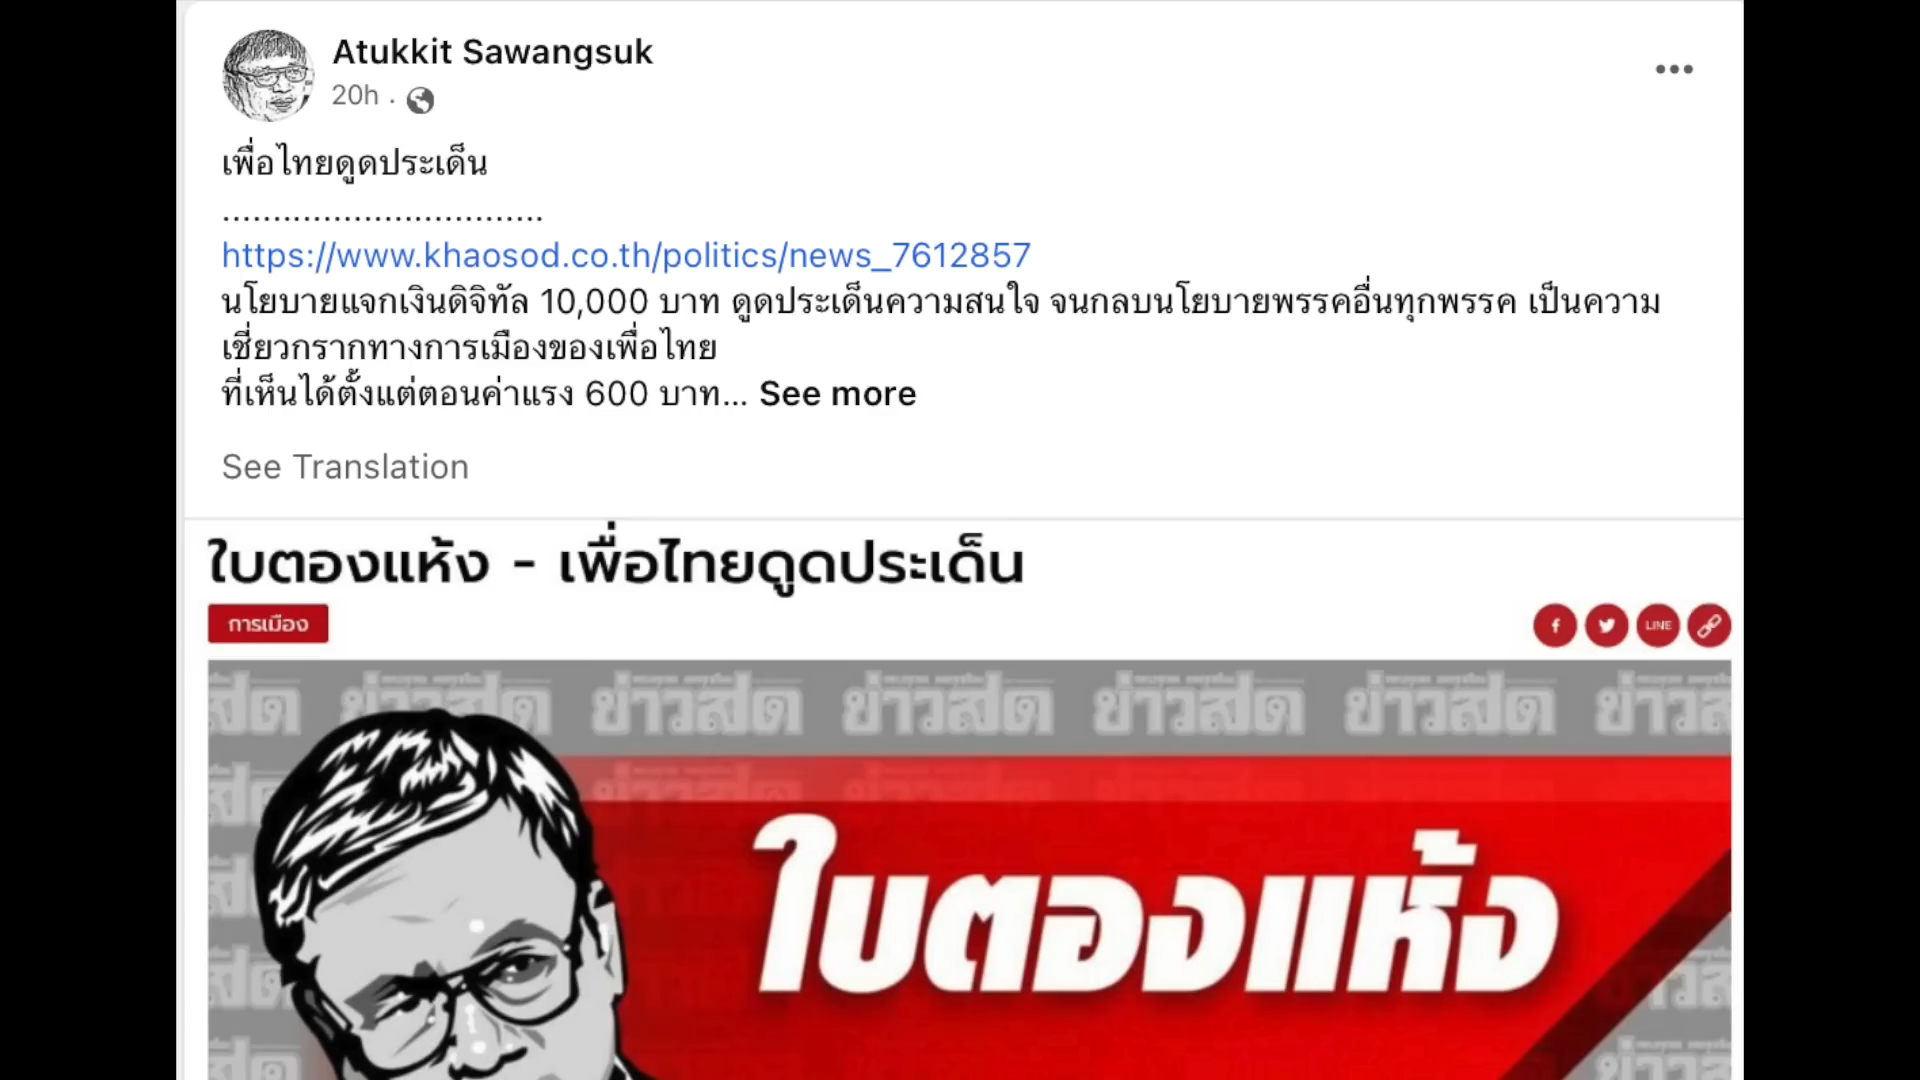 Atukkit Sawangsuk
20h ·
•••
เพื่อไทยดูดประเด็น
................................
https://www.khaosod.co.th/politics/news_7612857
นโยบายแจกเงินดิจิทัล 10,000 บาท ดูดประเด็นความสนใจ จนกลบนโยบายพรรคอื่นทุกพรรค เป็นความ
เชี่ยวกรากทางการเมืองของเพื่อไทย
ที่เห็นได้ตั้งแต่ตอนค่าแรง 600 บาท... See more
See Translation
ใบตองแห้ง - เพื่อไทยดูดประเด็น
การเมือง
LINE
ข่าวสด ข่าวสด ข่าวสด ข่าวสด ข่าวสด
ใบตองแห้ง